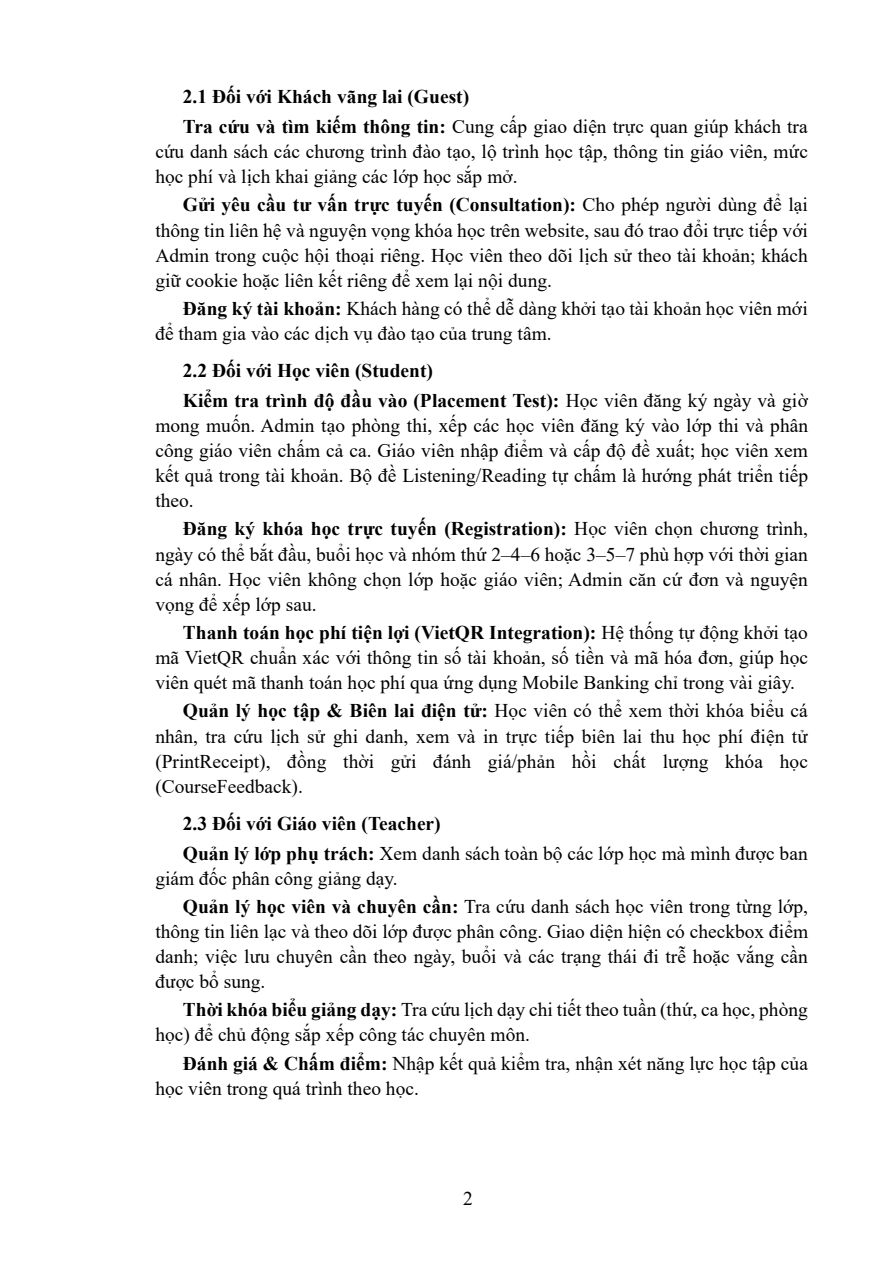 2.1 Đối với Khách vãng lai (Guest)
Tra cứu và tìm kiếm thông tin: Cung cấp giao diện trực quan giúp khách tra
cứu danh sách các chương trình đào tạo, lộ trình học tập, thông tin giáo viên, mức
học phí và lịch khai giảng các lớp học sắp mở.
Gửi yêu cầu tư vấn trực tuyến (Consultation): Cho phép người dùng để lại
thông tin liên hệ và nguyện vọng khóa học trên website, sau đó trao đổi trực tiếp với
Admin trong cuộc hội thoại riêng. Học viên theo dõi lịch sử theo tài khoản; khách
giữ cookie hoặc liên kết riêng để xem lại nội dung.
Đăng ký tài khoản: Khách hàng có thể dễ dàng khởi tạo tài khoản học viên mới
để tham gia vào các dịch vụ đào tạo của trung tâm.
2.2 Đối với Học viên (Student)
Kiểm tra trình độ đầu vào (Placement Test): Học viên đăng ký ngày và giờ
mong muốn. Admin tạo phòng thi, xếp các học viên đăng ký vào lớp thi và phân
công giáo viên chấm cả ca. Giáo viên nhập điểm và cấp độ đề xuất; học viên xem
kết quả trong tài khoản. Bộ đề Listening/Reading tự chấm là hướng phát triển tiếp
theo.
Đăng ký khóa học trực tuyến (Registration): Học viên chọn chương trình,
ngày có thể bắt đầu, buổi học và nhóm thứ 2–4–6 hoặc 3–5–7 phù hợp với thời gian
cá nhân. Học viên không chọn lớp hoặc giáo viên; Admin căn cứ đơn và nguyện
vọng để xếp lớp sau.
Thanh toán học phí tiện lợi (VietQR Integration): Hệ thống tự động khởi tạo
mã VietQR chuẩn xác với thông tin số tài khoản, số tiền và mã hóa đơn, giúp học
viên quét mã thanh toán học phí qua ứng dụng Mobile Banking chỉ trong vài giây.
Quản lý học tập & Biên lai điện tử: Học viên có thể xem thời khóa biểu cá
nhân, tra cứu lịch sử ghi danh, xem và in trực tiếp biên lai thu học phí điện tử
(PrintReceipt), đồng thời gửi đánh giá/phản hồi chất lượng khóa học
(CourseFeedback).
2.3 Đối với Giáo viên (Teacher)
Quản lý lớp phụ trách: Xem danh sách toàn bộ các lớp học mà mình được ban
giám đốc phân công giảng dạy.
Quản lý học viên và chuyên cần: Tra cứu danh sách học viên trong từng lớp,
thông tin liên lạc và theo dõi lớp được phân công. Giao diện hiện có checkbox điểm
danh; việc lưu chuyên cần theo ngày, buổi và các trạng thái đi trễ hoặc vắng cần
được bổ sung.
Thời khóa biểu giảng dạy: Tra cứu lịch dạy chi tiết theo tuần (thứ, ca học, phòng
học) để chủ động sắp xếp công tác chuyên môn.
Đánh giá & Chấm điểm: Nhập kết quả kiểm tra, nhận xét năng lực học tập của
học viên trong quá trình theo học.
2